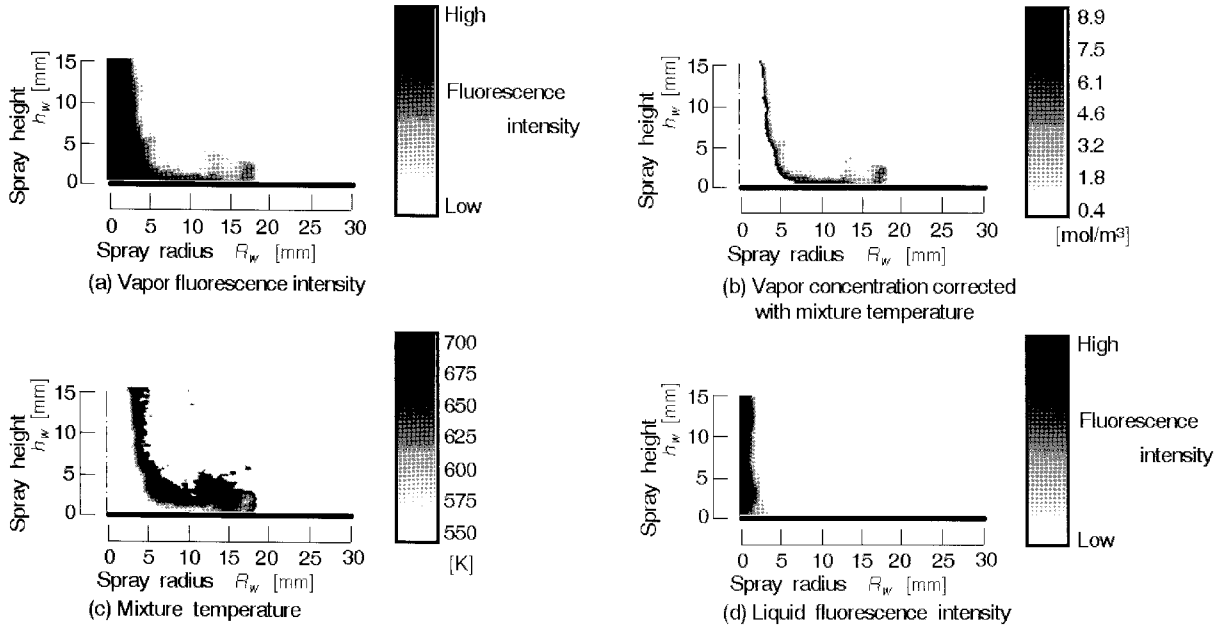 High
Fluorescence
intensity
Low
Spray height
h_w [mm]
15
10
5
0
0 5 10 15 20 25 30
Spray radius R_w [mm]
(a) Vapor fluorescence intensity
8.9
7.5
6.1
4.6
3.2
1.8
0.4
[mol/m³]
Spray height
h_w [mm]
15
10
5
0
0 5 10 15 20 25 30
Spray radius R_w [mm]
(b) Vapor concentration corrected
with mixture temperature
700
675
650
625
600
575
550
[K]
Spray height
h_w [mm]
15
10
5
0
0 5 10 15 20 25 30
Spray radius R_w [mm]
(c) Mixture temperature
High
Fluorescence
intensity
Low
Spray height
h_w [mm]
15
10
5
0
0 5 10 15 20 25 30
Spray radius R_w [mm]
(d) Liquid fluorescence intensity